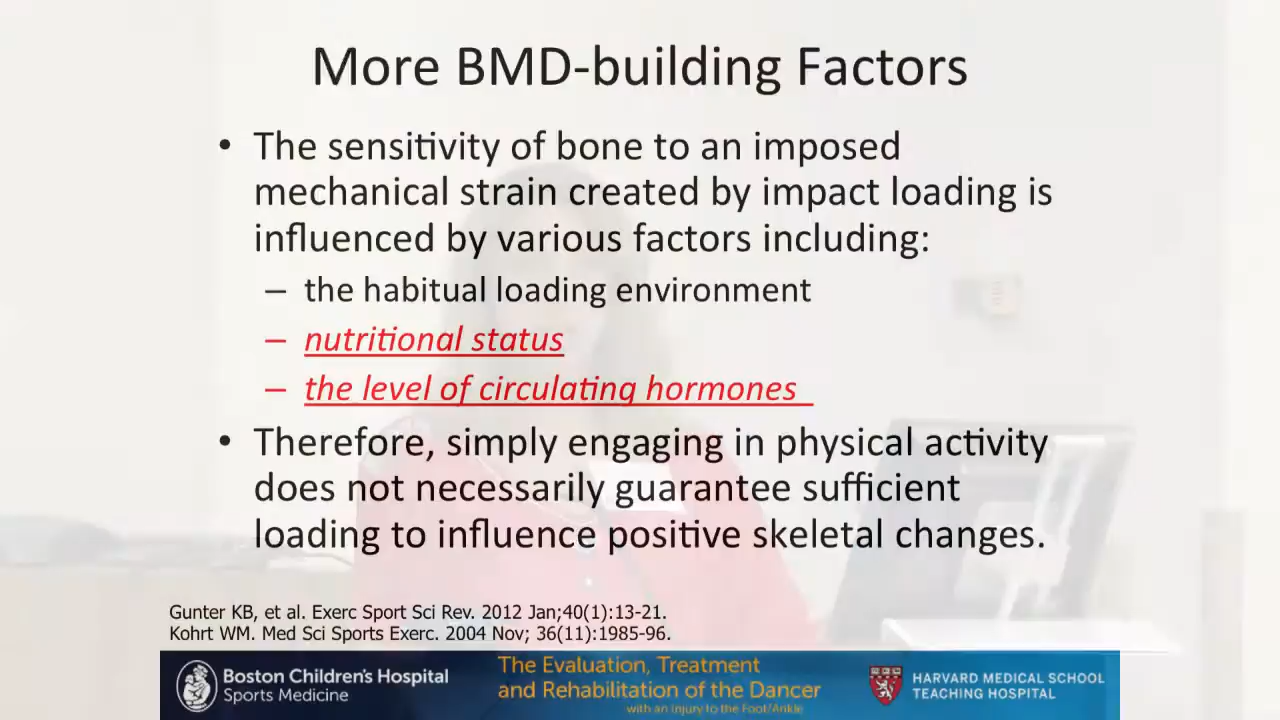 More BMD-building Factors
• The sensitivity of bone to an imposed
mechanical strain created by impact loading is
influenced by various factors including:
– the habitual loading environment
– nutritional status
– the level of circulating hormones
• Therefore, simply engaging in physical activity
does not necessarily guarantee sufficient
loading to influence positive skeletal changes.
Gunter KB, et al. Exerc Sport Sci Rev. 2012 Jan;40(1):13-21.
Kohrt WM. Med Sci Sports Exerc. 2004 Nov; 36(11):1985-96.
Boston Children's Hospital
Sports Medicine
The Evaluation, Treatment
and Rehabilitation of the Dancer
with an Injury to the Foot/Ankle
HARVARD MEDICAL SCHOOL
TEACHING HOSPITAL